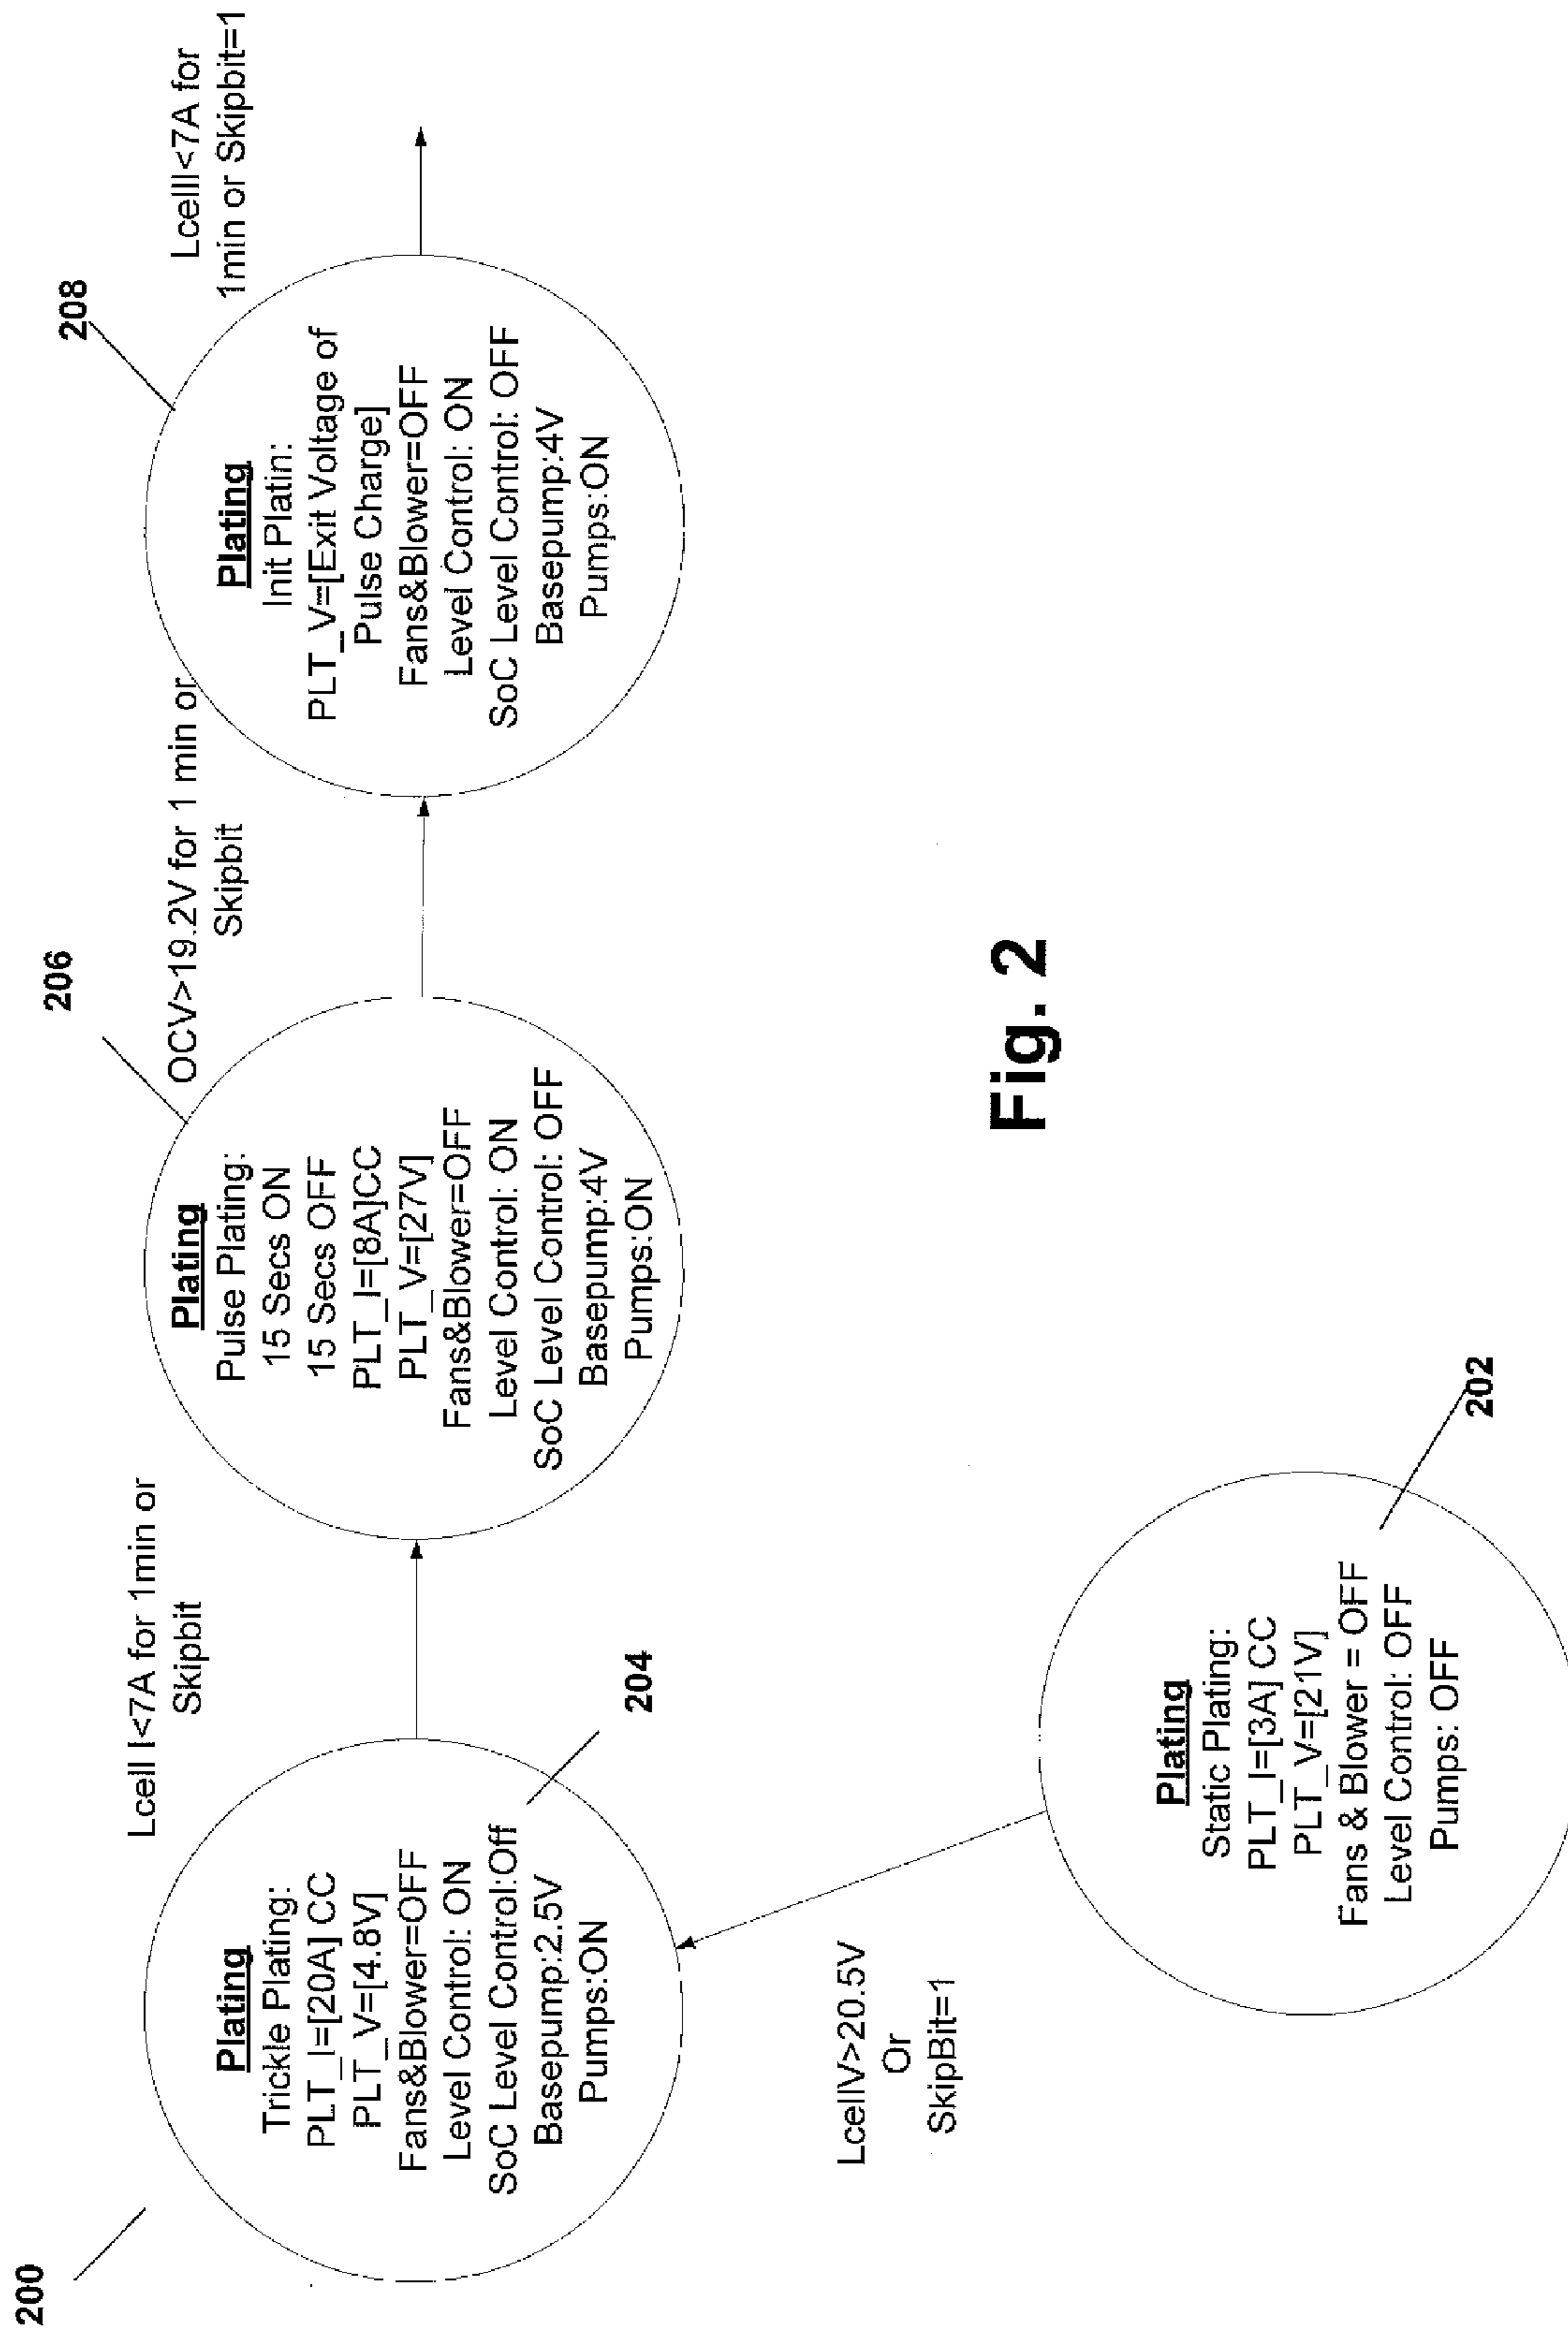 200
Plating
Trickle Plating:
PLT_I=[20A] CC
PLT_V=[4.8V]
Fans&Blower=OFF
Level Control: ON
SoC Level Control:Off
Basepump:2.5V
Pumps:ON
204
Lcell I<7A for 1min or
Skipbit
206
Plating
Pulse Plating:
15 Secs ON
15 Secs OFF
PLT_I=[8A]CC
PLT_V=[27V]
Fans&Blower=OFF
Level Control: ON
SoC Level Control: OFF
Basepump:4V
Pumps:ON
OCV>19.2V for 1 min or
Skipbit
208
Plating
Init Platin:
PLT_V=[Exit Voltage of
Pulse Charge]
Fans&Blower=OFF
Level Control: ON
SoC Level Control: OFF
Basepump:4V
Pumps:ON
LcellI<7A for
1min or Skipbit=1
LcellV>20.5V
Or
SkipBit=1
Plating
Static Plating:
PLT_I=[3A] CC
PLT_V=[21V]
Fans & Blower = OFF
Level Control: OFF
Pumps: OFF
202
Fig. 2